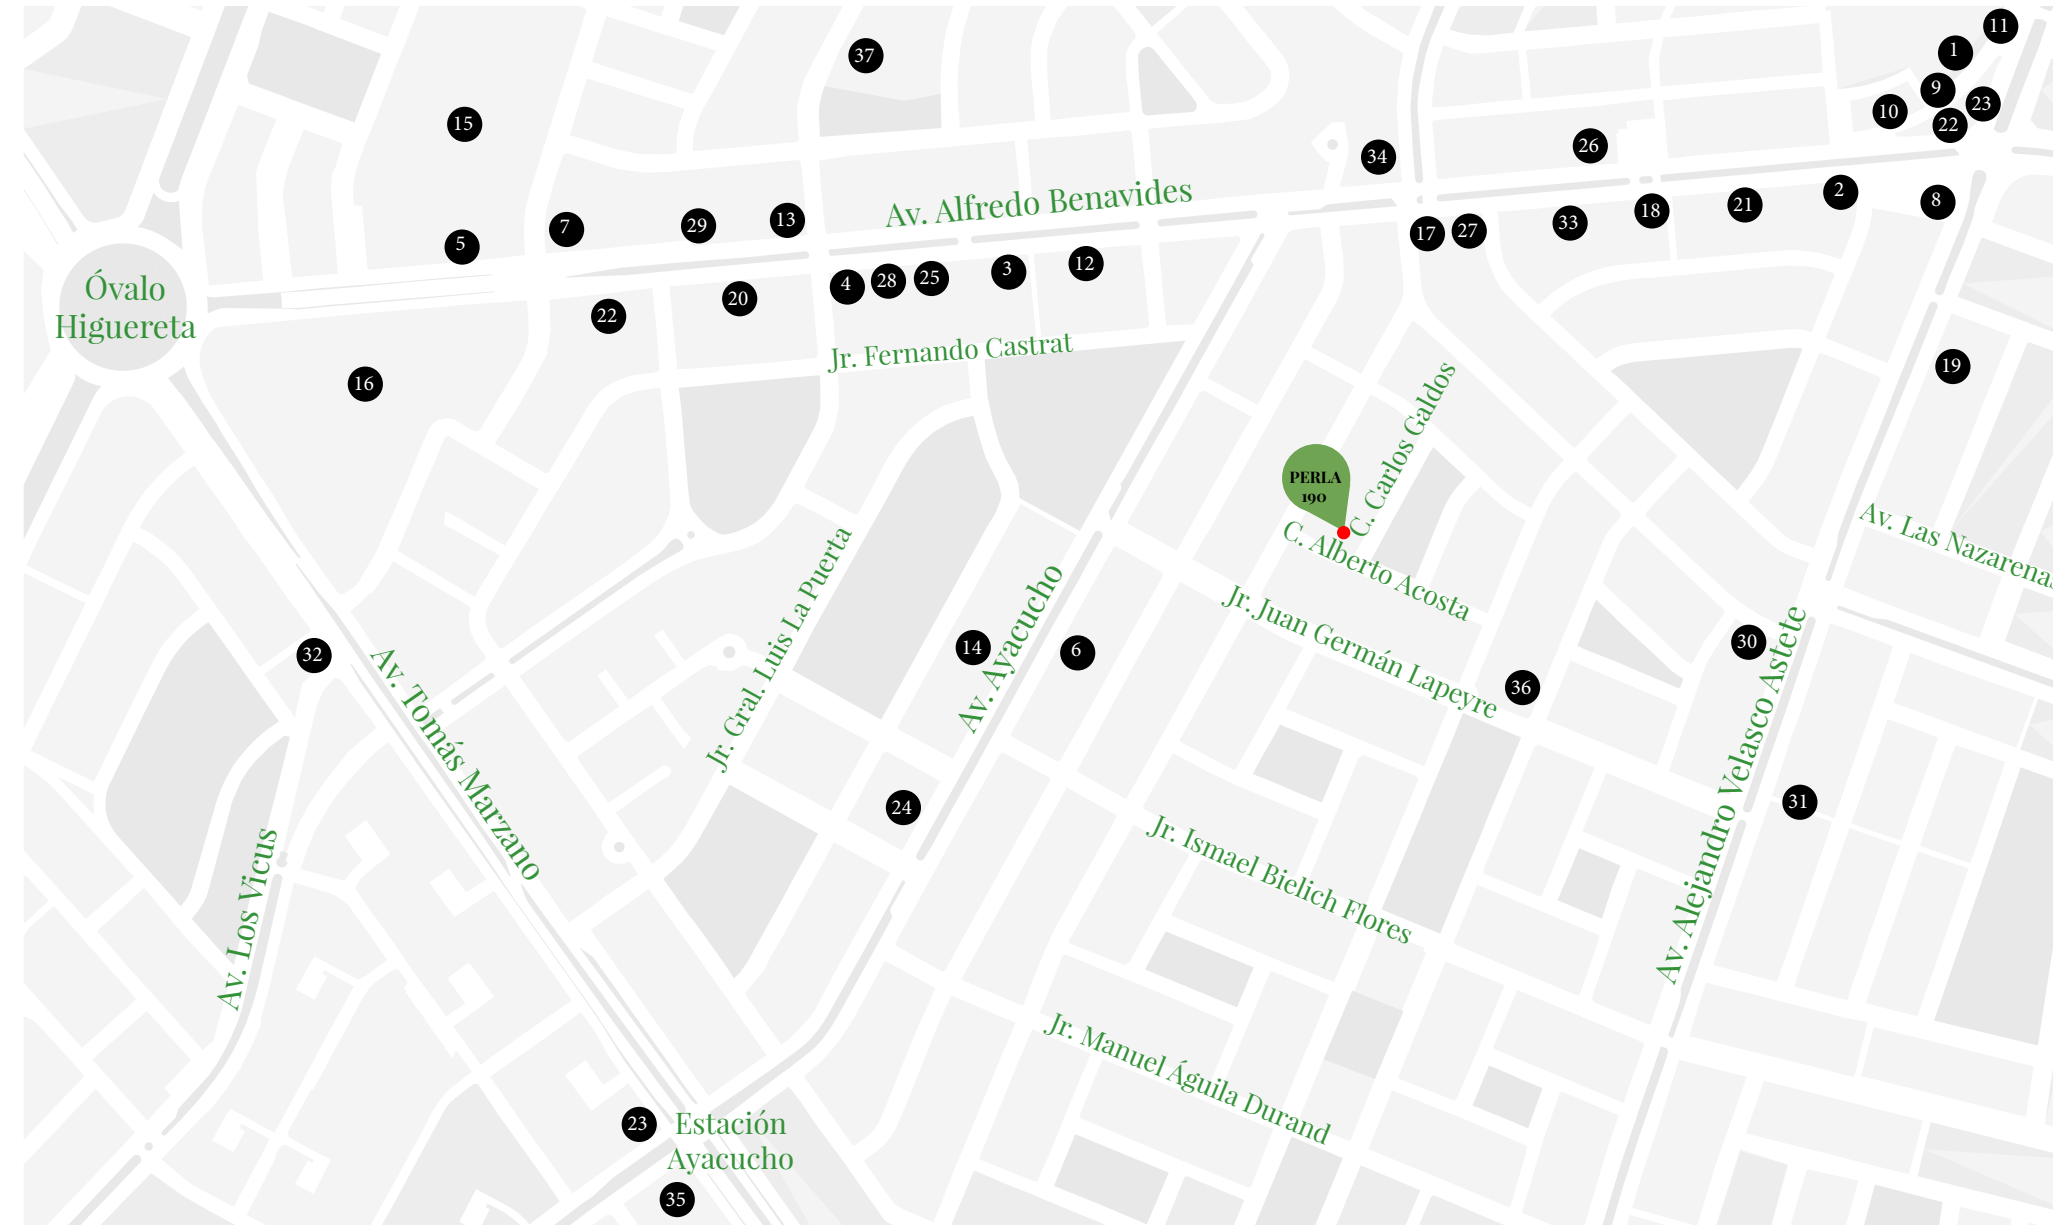 11
1
37
9
23
10
22
15
26
34
2
8
18
21
Av. Alfredo Benavides
13
33
29
7
27
17
5
12
3
25
28
4
Óvalo
Higuereta
20
22
Jr. Fernando Castrat
19
16
C. Carlos Galdos
PERLA
190
C. Alberto Acosta
Av. Las Nazarenas
Jr. Gral. Luis La Puerta
Av. Ayacucho
Jr. Juan Germán Lapeyre
30
14
6
32
36
Av. Tomás Marzano
Av. Alejandro Velasco Astete
31
24
Jr. Ismael Bielich Flores
Av. Los Vicus
Jr. Manuel Águila Durand
23
Estación
Ayacucho
35